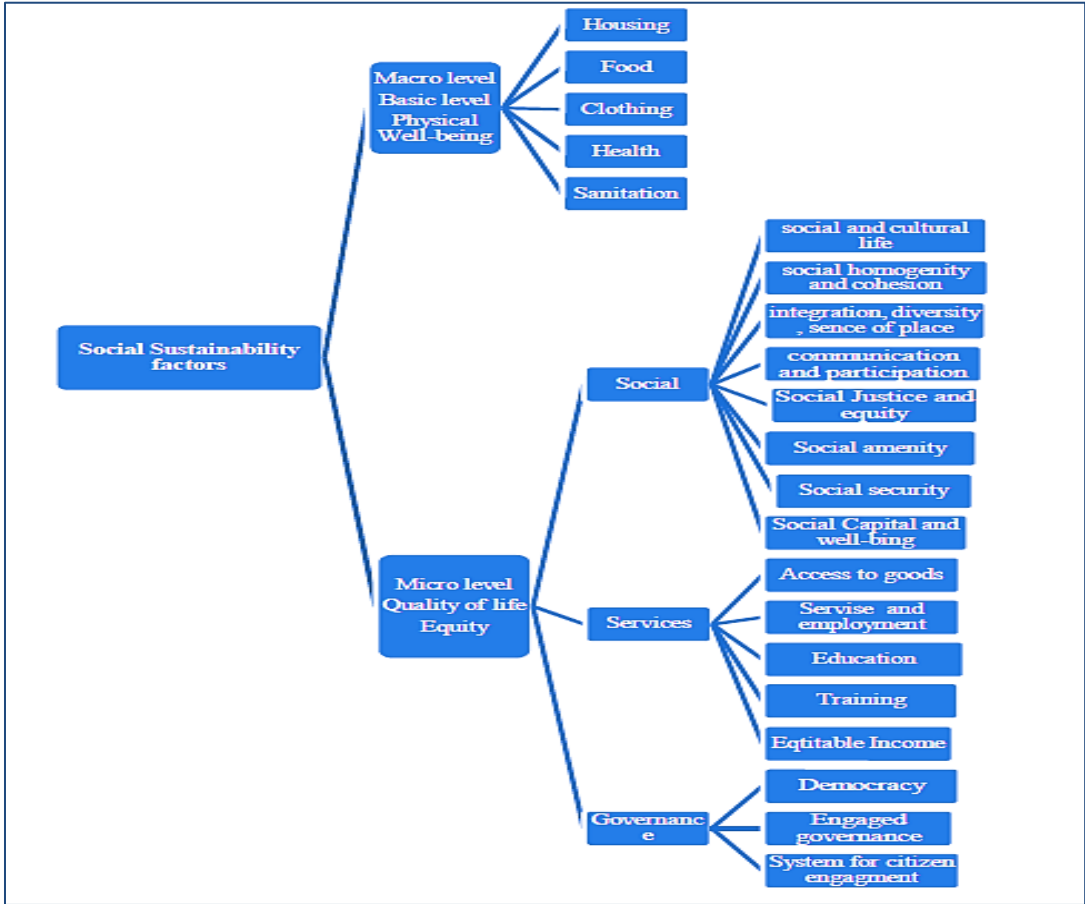 Housing
Food
Macro level
Basic level
Physical
Well-being
Clothing
Health
Sanitation
social and cultural
life
social homogenity
and cohesion
integration, diversity
, sence of place
Social Sustainability
factors
communication
and participation
Social
Social Justice and
equity
Social amenity
Social security
Social Capital and
well-bing
Micro level
Quality of life
Equity
Access to goods
Services
Servise and
employment
Education
Training
Eqtitable Income
Democracy
Governanc
e
Engaged
governance
System for citizen
engagment